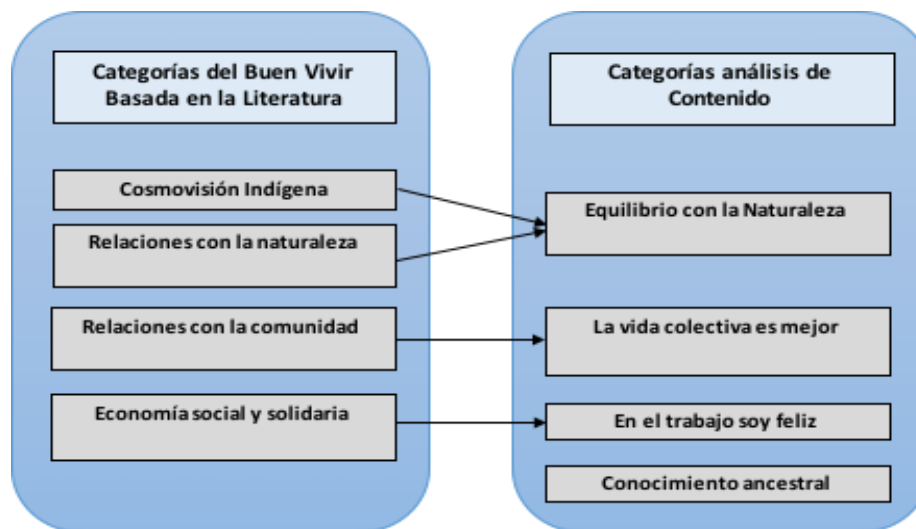 Categorías del Buen Vivir
Basada en la Literatura
Cosmovisión Indígena
Relaciones con la naturaleza
Relaciones con la comunidad
Economía social y solidaria
Categorías análisis de
Contenido
Equilibrio con la Naturaleza
La vida colectiva es mejor
En el trabajo soy feliz
Conocimiento ancestral